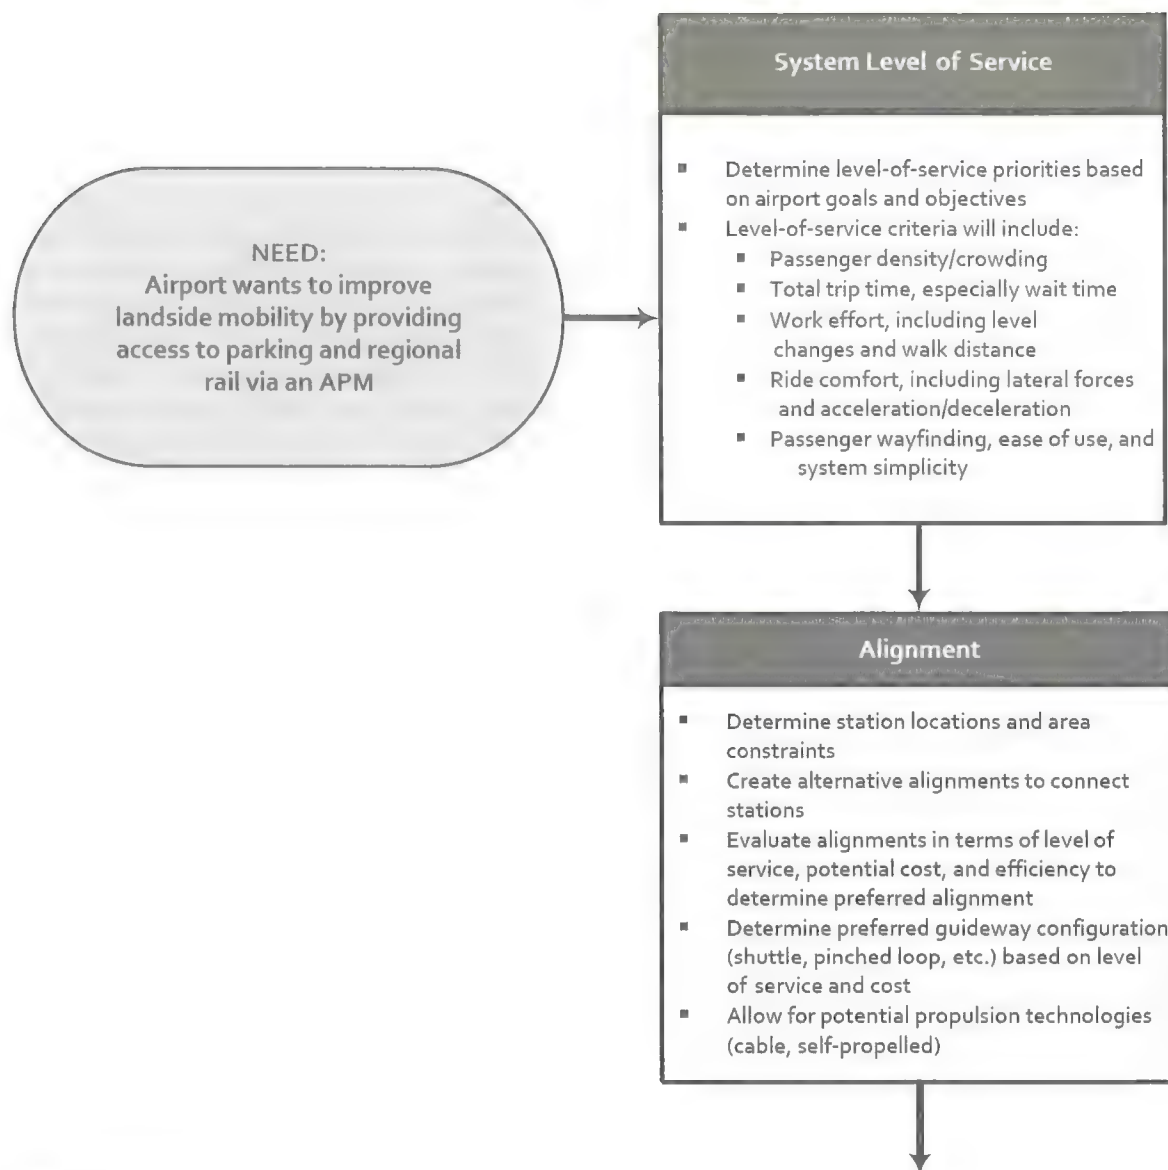 NEED:
Airport wants to improve
landside mobility by providing
access to parking and regional
rail via an APM
System Level of Service
▪ Determine level-of-service priorities based
on airport goals and objectives
▪ Level-of-service criteria will include:
▪ Passenger density/crowding
▪ Total trip time, especially wait time
▪ Work effort, including level
changes and walk distance
▪ Ride comfort, including lateral forces
and acceleration/deceleration
▪ Passenger wayfinding, ease of use, and
system simplicity
Alignment
▪ Determine station locations and area
constraints
▪ Create alternative alignments to connect
stations
▪ Evaluate alignments in terms of level of
service, potential cost, and efficiency to
determine preferred alignment
▪ Determine preferred guideway configuration
(shuttle, pinched loop, etc.) based on level
of service and cost
▪ Allow for potential propulsion technologies
(cable, self-propelled)